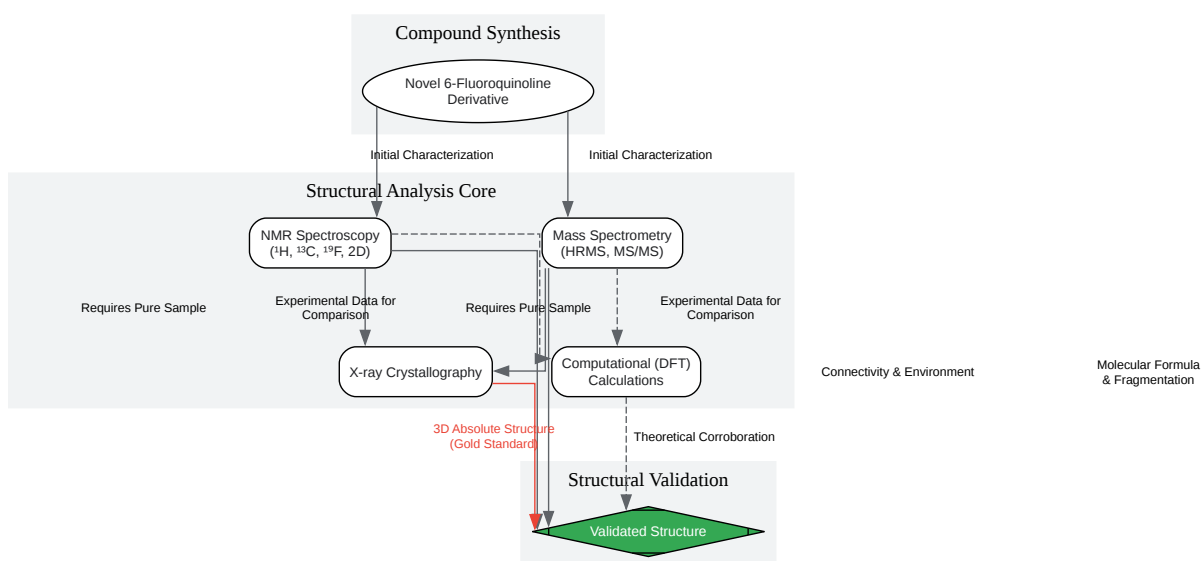 Compound Synthesis
Novel 6-Fluoroquinoline
Derivative
Initial Characterization
Initial Characterization
Structural Analysis Core
NMR Spectroscopy
(¹H, ¹³C, ¹⁹F, 2D)
Mass Spectrometry
(HRMS, MS/MS)
Requires Pure Sample
Experimental Data for
Comparison
Requires Pure Sample
Experimental Data for
Comparison
X-ray Crystallography
Computational (DFT)
Calculations
Connectivity & Environment
Molecular Formula
& Fragmentation
3D Absolute Structure
(Gold Standard)
Theoretical Corroboration
Structural Validation
Validated Structure